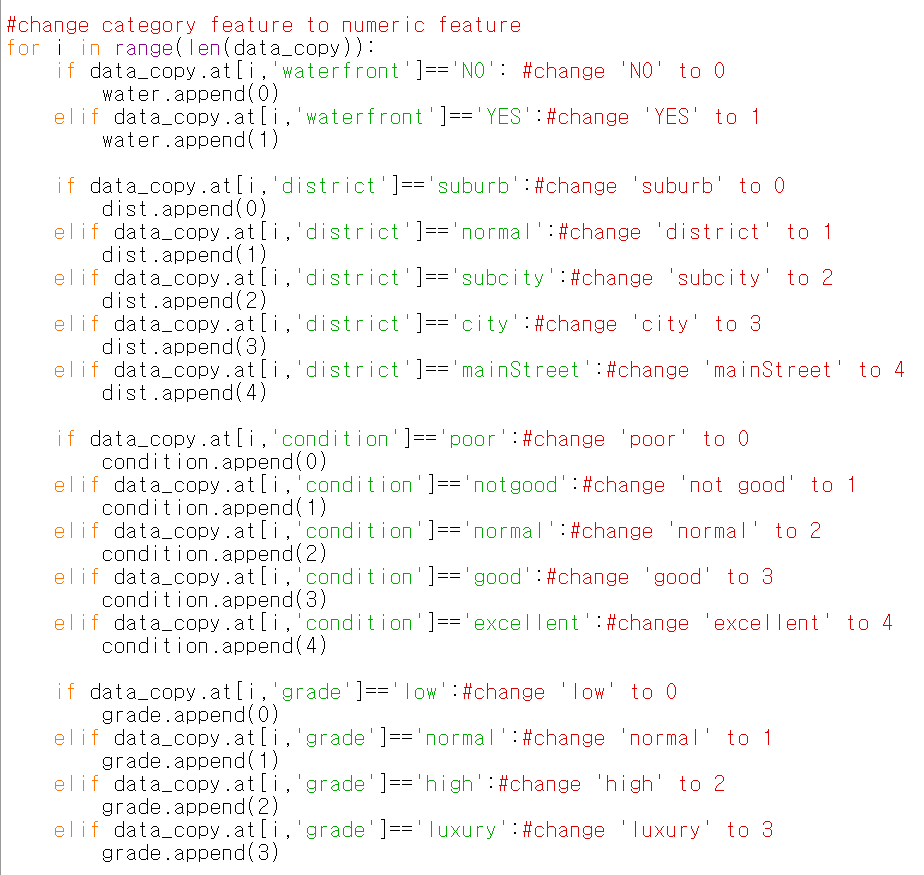 #change category feature to numeric feature
for i in range(len(data_copy)):
    if data_copy.at[i,'waterfront']=='NO': #change 'NO' to 0
        water.append(0)
    elif data_copy.at[i,'waterfront']=='YES':#change 'YES' to 1
        water.append(1)

    if data_copy.at[i,'district']=='suburb':#change 'suburb' to 0
        dist.append(0)
    elif data_copy.at[i,'district']=='normal':#change 'district' to 1
        dist.append(1)
    elif data_copy.at[i,'district']=='subcity':#change 'subcity' to 2
        dist.append(2)
    elif data_copy.at[i,'district']=='city':#change 'city' to 3
        dist.append(3)
    elif data_copy.at[i,'district']=='mainStreet':#change 'mainStreet' to 4
        dist.append(4)

    if data_copy.at[i,'condition']=='poor':#change 'poor' to 0
        condition.append(0)
    elif data_copy.at[i,'condition']=='notgood':#change 'not good' to 1
        condition.append(1)
    elif data_copy.at[i,'condition']=='normal':#change 'normal' to 2
        condition.append(2)
    elif data_copy.at[i,'condition']=='good':#change 'good' to 3
        condition.append(3)
    elif data_copy.at[i,'condition']=='excellent':#change 'excellent' to 4
        condition.append(4)

    if data_copy.at[i,'grade']=='low':#change 'low' to 0
        grade.append(0)
    elif data_copy.at[i,'grade']=='normal':#change 'normal' to 1
        grade.append(1)
    elif data_copy.at[i,'grade']=='high':#change 'high' to 2
        grade.append(2)
    elif data_copy.at[i,'grade']=='luxury':#change 'luxury' to 3
        grade.append(3)